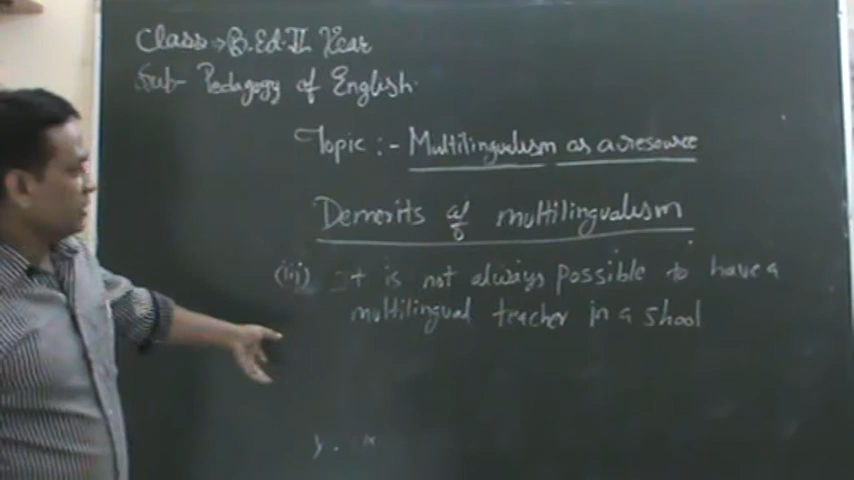 Class → B.Ed. II Year
Sub- Pedagogy of English.
Topic :- Multilingualism as a resource
Demerits of multilingualism
(ii) It is not always possible to have a
multilingual teacher in a shool